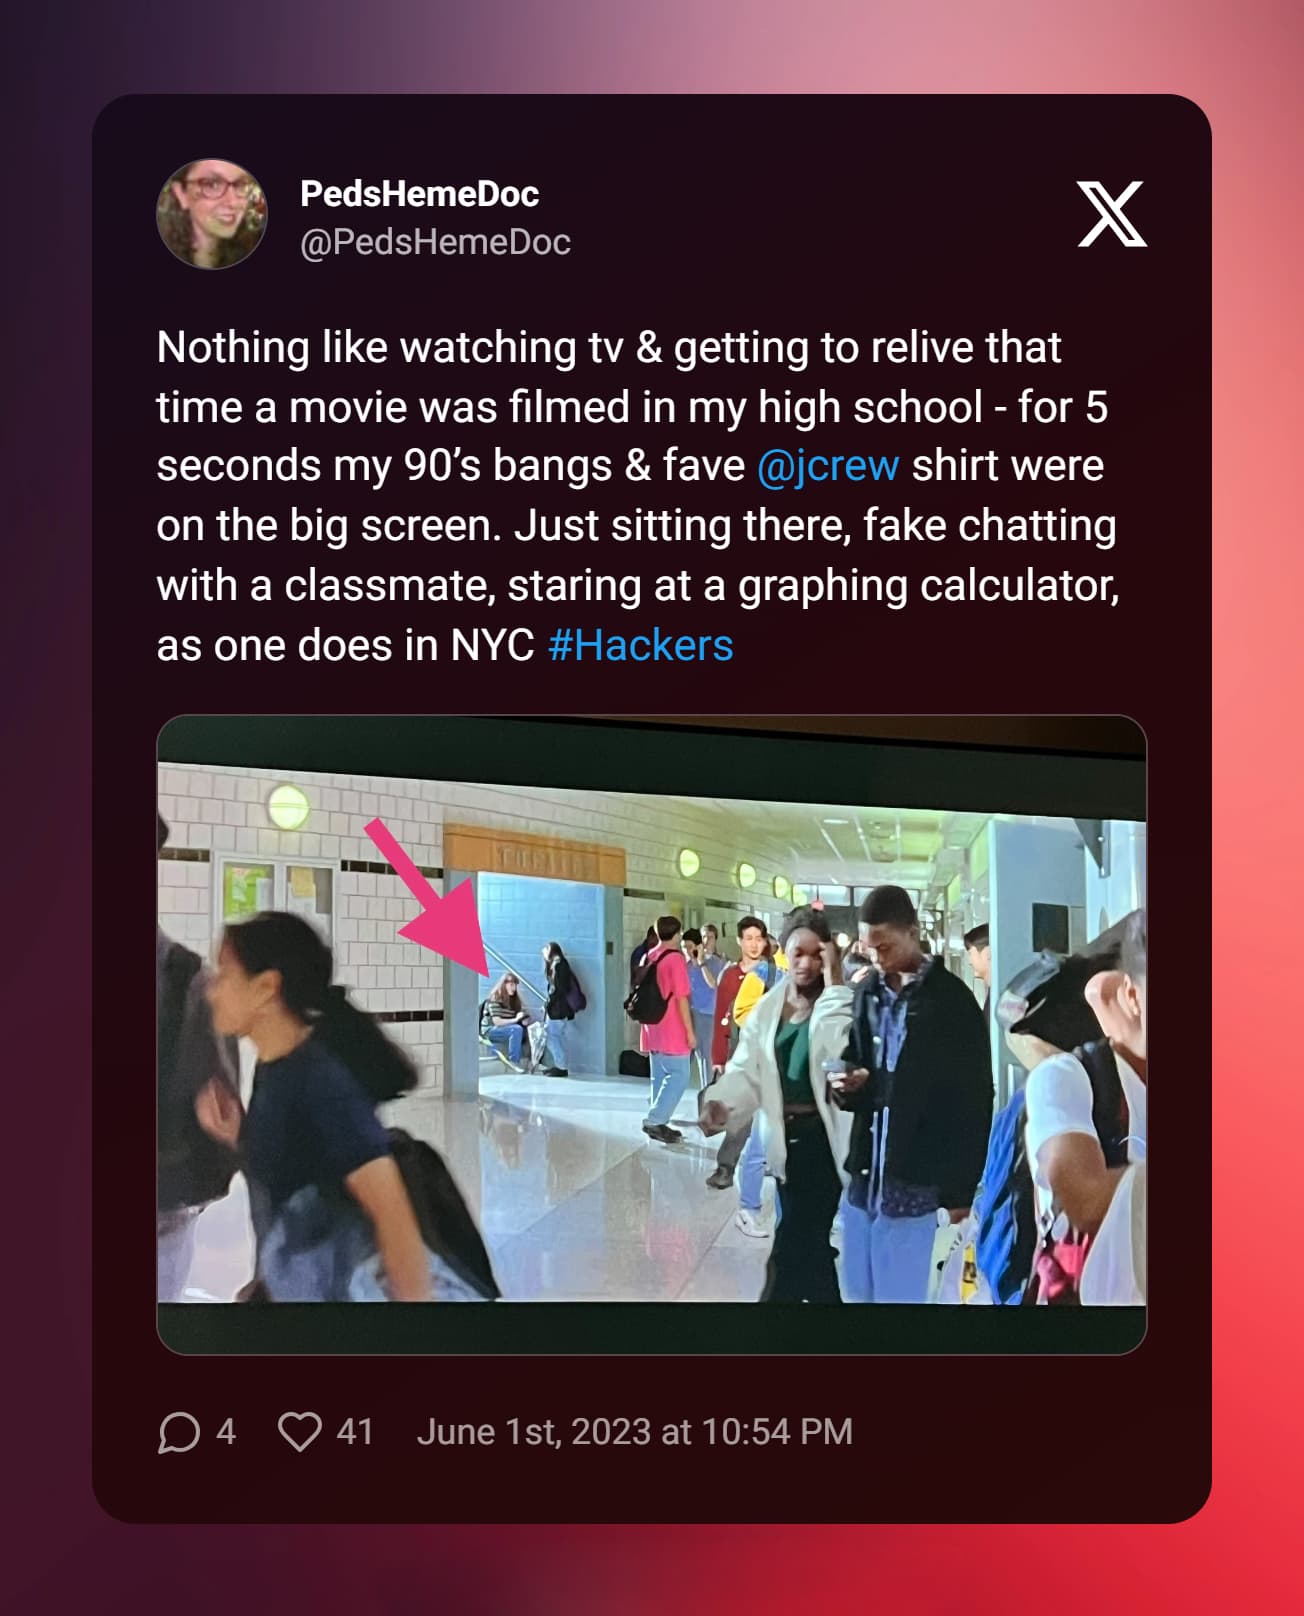 PedsHemeDoc
@PedsHemeDoc
Nothing like watching tv & getting to relive that
time a movie was filmed in my high school - for 5
seconds my 90’s bangs & fave @jcrew shirt were
on the big screen. Just sitting there, fake chatting
with a classmate, staring at a graphing calculator,
as one does in NYC #Hackers
4 41 June 1st, 2023 at 10:54 PM